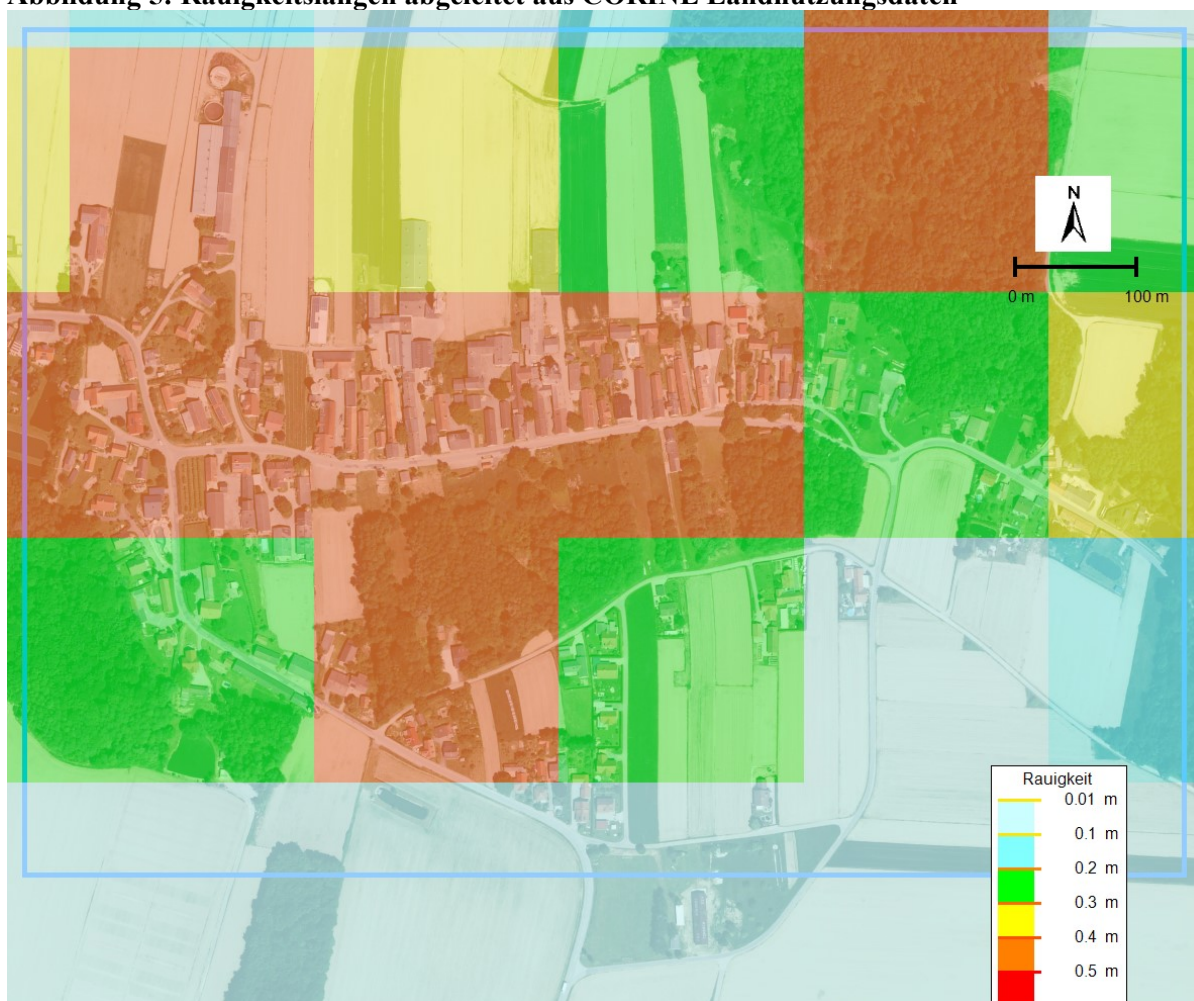 Abbildung 3: Rauigkeitslängen abgeleitet aus CORINE Landnutzungsdaten
N
0 m 100 m
Rauigkeit
0.01 m
0.1 m
0.2 m
0.3 m
0.4 m
0.5 m